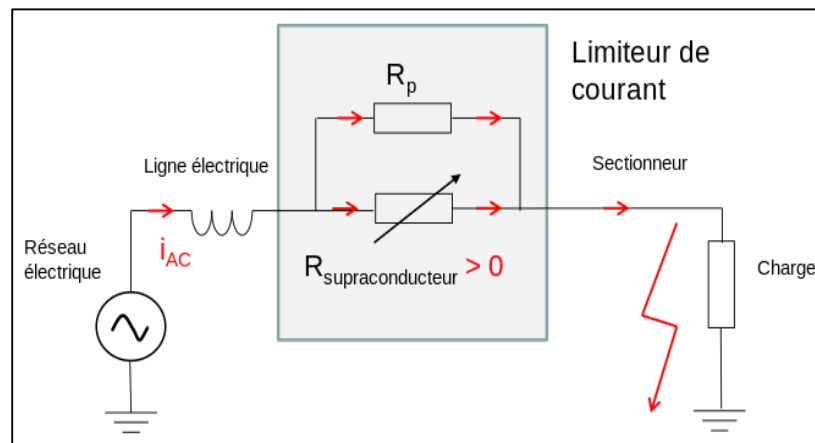 Limiteur de
courant
Rp
Ligne électrique
Sectionneur
iAC
Rsupraconducteur > 0
Réseau
électrique
Charge